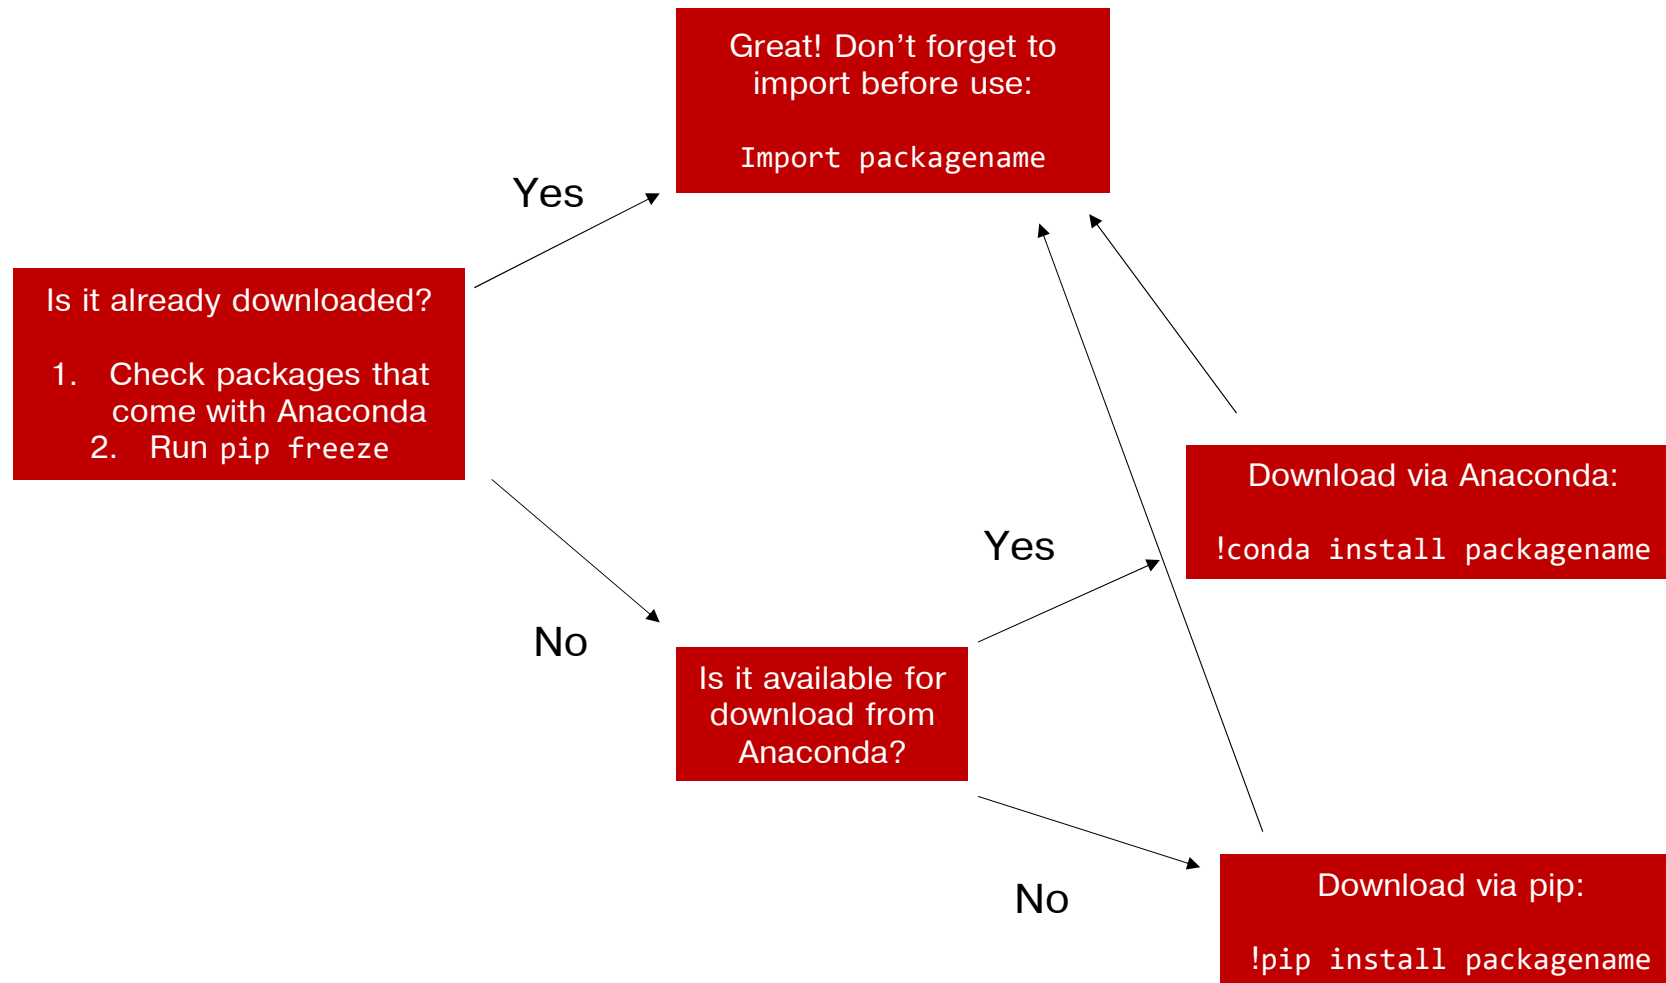 Great! Don’t forget to
import before use:
Import packagename
Yes
Is it already downloaded?
1. Check packages that
come with Anaconda
2. Run pip freeze
No
Yes
Download via Anaconda:
!conda install packagename
Is it available for
download from
Anaconda?
No
Download via pip:
!pip install packagename